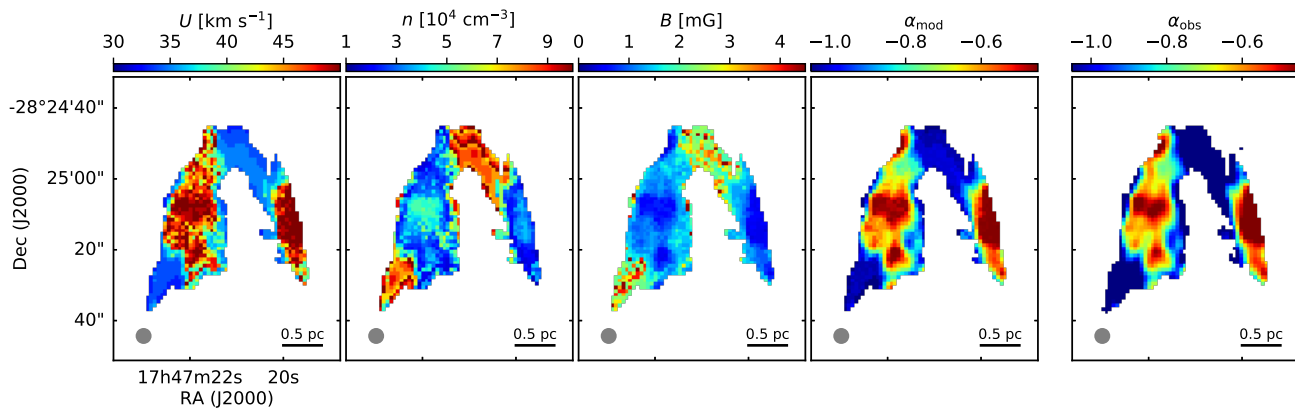 U [km s⁻¹]
30 35 40 45
n [10⁴ cm⁻³]
1 3 5 7 9
B [mG]
0 1 2 3 4
α_mod
−1.0 −0.8 −0.6
α_obs
−1.0 −0.8 −0.6
Dec (J2000)
-28°24'40"
25'00"
20"
40"
0.5 pc
0.5 pc
0.5 pc
0.5 pc
0.5 pc
17h47m22s 20s
RA (J2000)